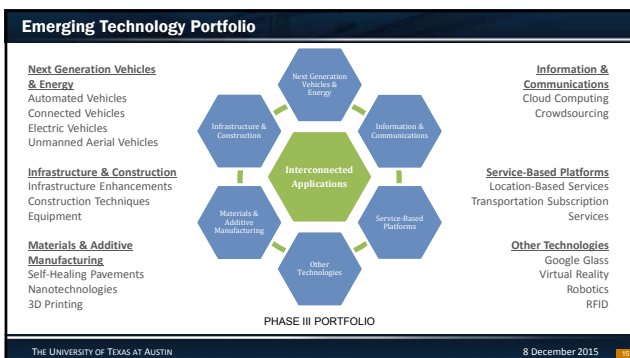 Emerging Technology Portfolio
Next Generation Vehicles
& Energy
Automated Vehicles
Connected Vehicles
Electric Vehicles
Unmanned Aerial Vehicles
Infrastructure & Construction
Infrastructure Enhancements
Construction Techniques
Equipment
Materials & Additive
Manufacturing
Self-Healing Pavements
Nanotechnologies
3D Printing
Next Generation
Vehicles &
Energy
Infrastructure &
Construction
Information &
Communications
Interconnected
Applications
Materials &
Additive
Manufacturing
Service-Based
Platforms
Other
Technologies
PHASE III PORTFOLIO
Information &
Communications
Cloud Computing
Crowdsourcing
Service-Based Platforms
Location-Based Services
Transportation Subscription
Services
Other Technologies
Google Glass
Virtual Reality
Robotics
RFID
THE UNIVERSITY OF TEXAS AT AUSTIN
8 December 2015
15